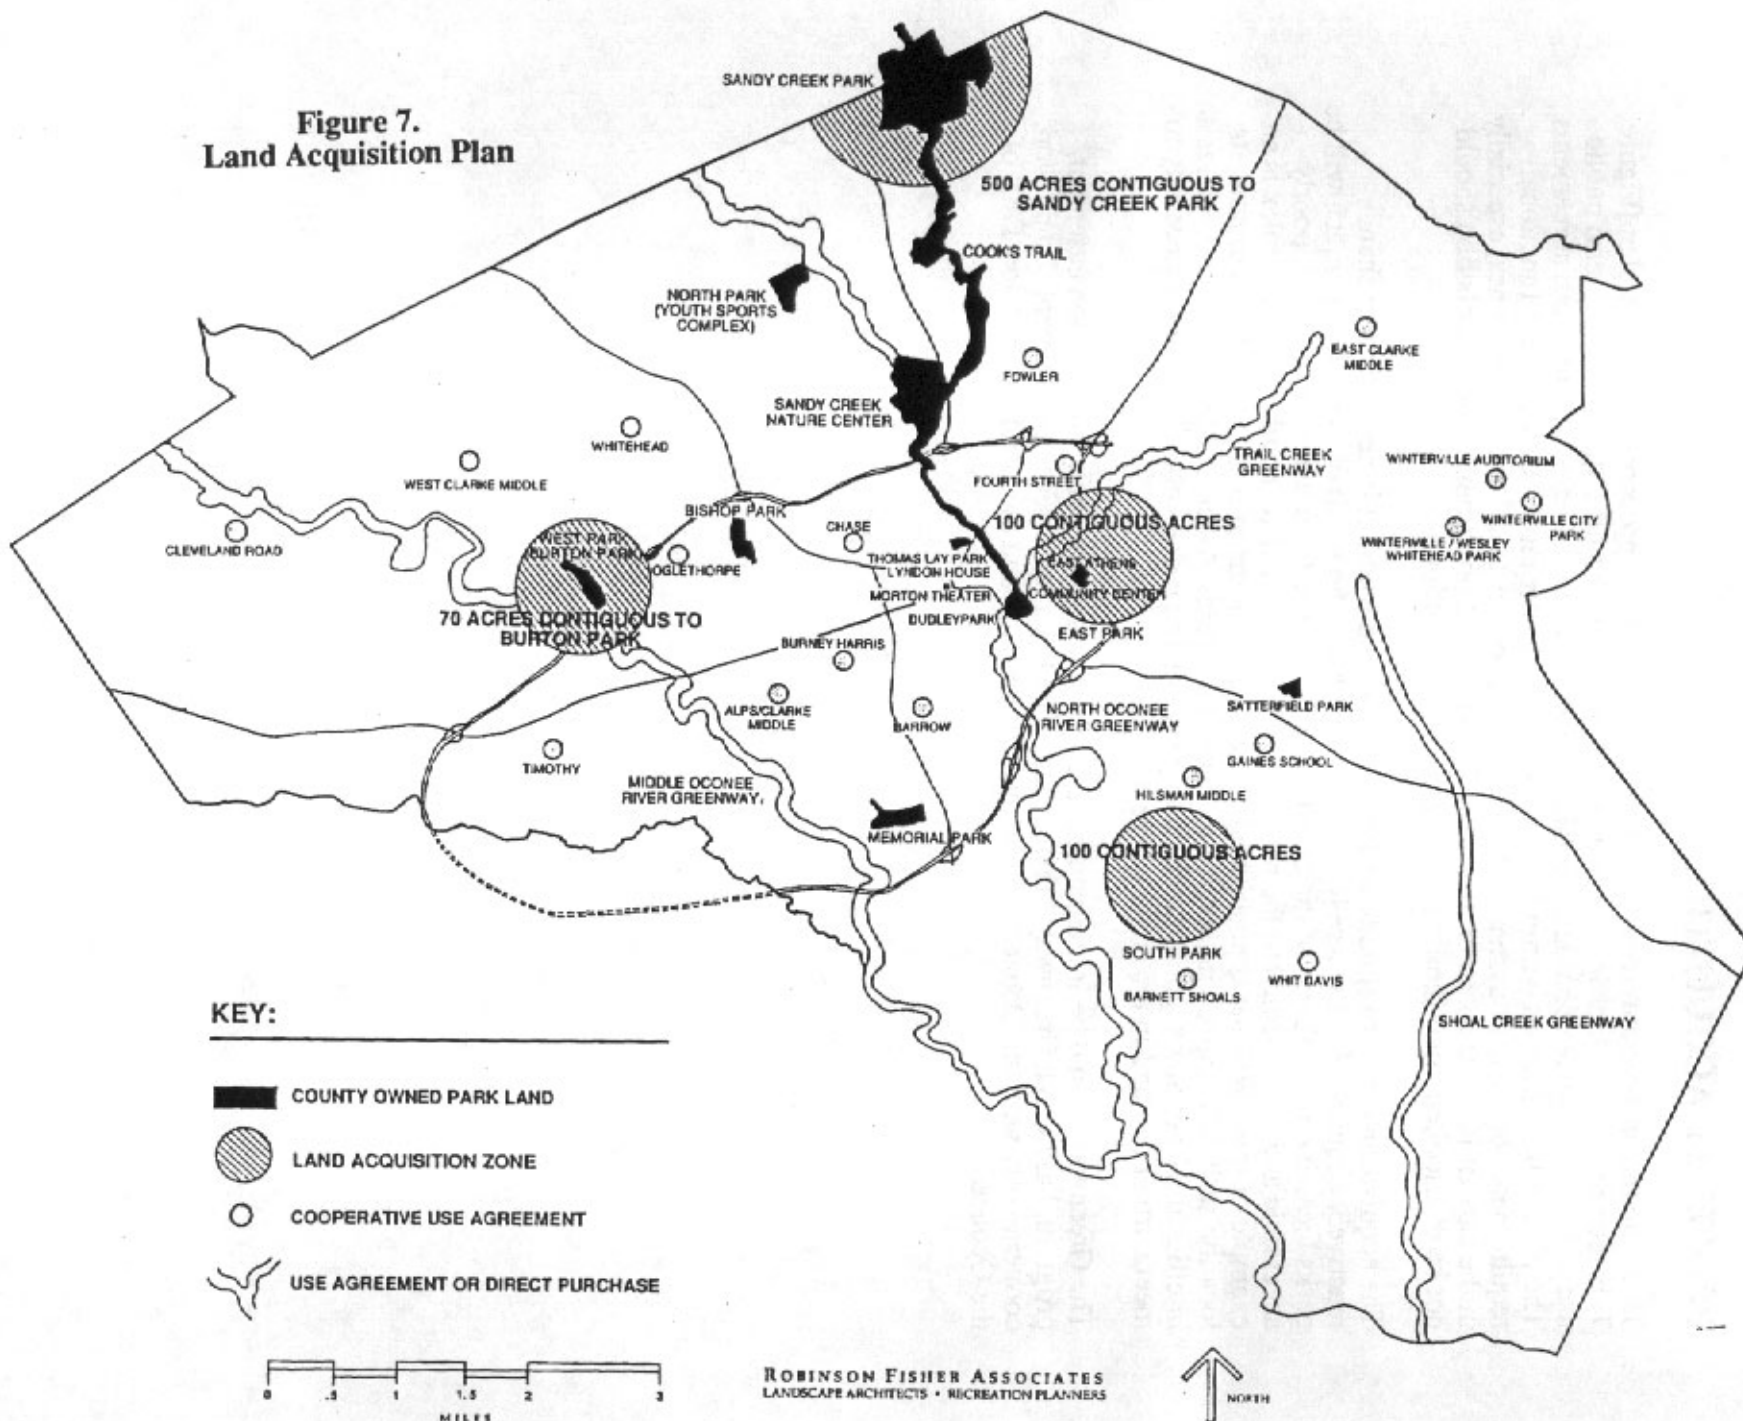 Figure 7.
Land Acquisition Plan
SANDY CREEK PARK
500 ACRES CONTIGUOUS TO
SANDY CREEK PARK
COOK'S TRAIL
NORTH PARK
(YOUTH SPORTS
COMPLEX)
EAST CLARKE
MIDDLE
FOWLER
SANDY CREEK
NATURE CENTER
WHITEHEAD
WEST CLARKE MIDDLE
TRAIL CREEK
GREENWAY
WINTERVILLE AUDITORIUM
FOURTH STREET
BISHOP PARK
WINTERVILLE CITY
PARK
100 CONTIGUOUS ACRES
CHASE
WINTERVILLE / WESLEY
WHITEHEAD PARK
CLEVELAND ROAD
WEST PARK
(BURTON PARK)
OGLETHORPE
THOMAS LAY PARK
LYNDON HOUSE
EAST ATHENS
COMMUNITY CENTER
MORTON THEATER
DUDLEY PARK
EAST PARK
70 ACRES CONTIGUOUS TO
BURTON PARK
BURNEY HARRIS
ALPS/CLARKE
MIDDLE
BARROW
NORTH OCONEE
RIVER GREENWAY
SATTERFIELD PARK
TIMOTHY
GAINES SCHOOL
MIDDLE OCONEE
RIVER GREENWAY
HILSMAN MIDDLE
MEMORIAL PARK
100 CONTIGUOUS ACRES
SOUTH PARK
BARNETT SHOALS
WHIT DAVIS
SHOAL CREEK GREENWAY
KEY:
COUNTY OWNED PARK LAND
LAND ACQUISITION ZONE
COOPERATIVE USE AGREEMENT
USE AGREEMENT OR DIRECT PURCHASE
0 .5 1 1.5 2 3
MILES
ROBINSON FISHER ASSOCIATES
LANDSCAPE ARCHITECTS • RECREATION PLANNERS
NORTH